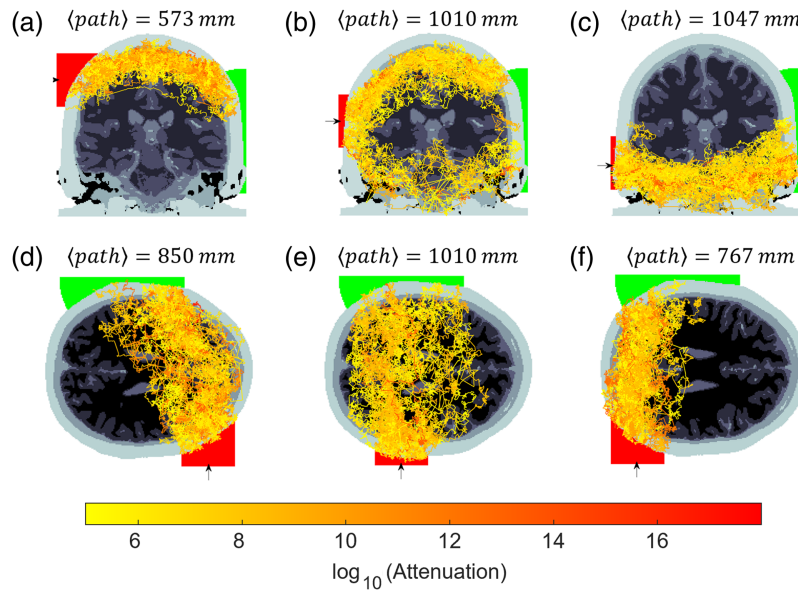 (a) ⟨path⟩ = 573 mm
(b) ⟨path⟩ = 1010 mm
(c) ⟨path⟩ = 1047 mm
(d) ⟨path⟩ = 850 mm
(e) ⟨path⟩ = 1010 mm
(f) ⟨path⟩ = 767 mm
6 8 10 12 14 16
log10(Attenuation)